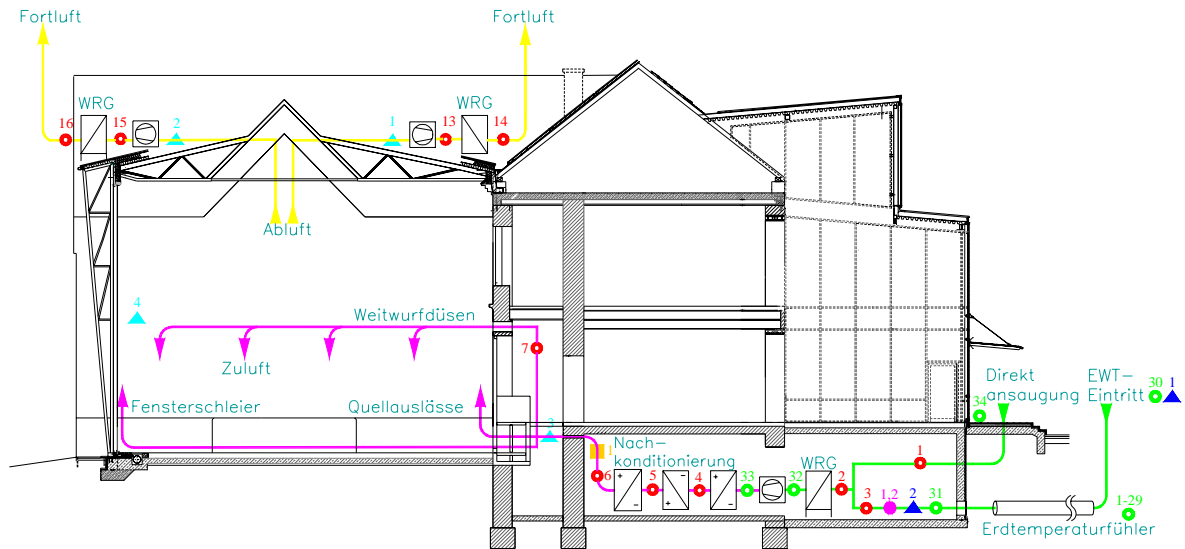 Fortluft
Fortluft
WRG
WRG
16
15
2
1
13
14
Abluft
4
Weitwurfdüsen
7
Zuluft
Direkt
ansaugung
EWT-
Eintritt
30
1
34
Fensterschleier
Quellauslässe
3
1
Nach-
konditionierung
WRG
1
6
5
4
33
32
2
3
1,2
2
31
1-29
Erdtemperaturfühler
+
-
-
+
+
-